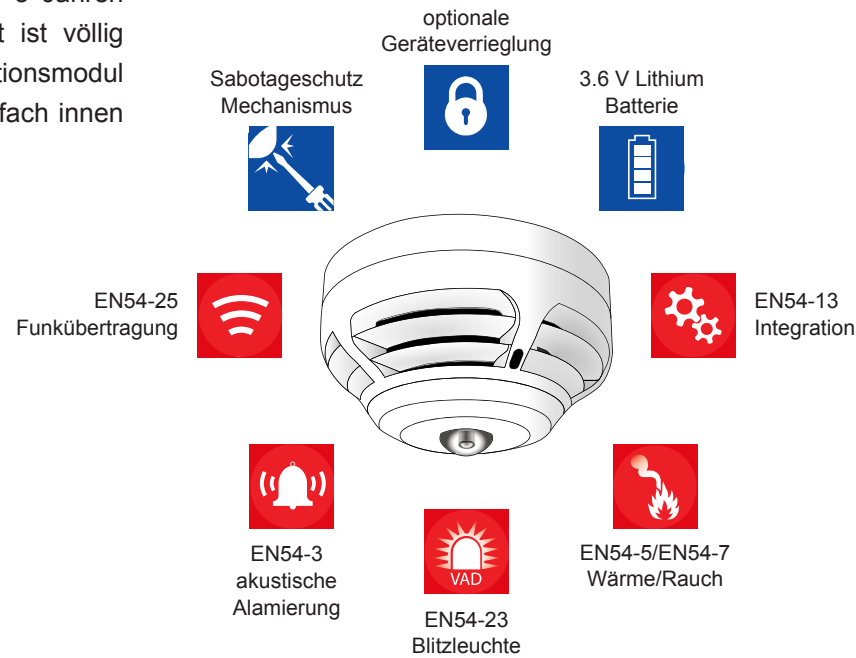 Jahren
t ist völlig
tionsmodul
fach innen
optionale
Geräteverrieglung
Sabotageschutz
Mechanismus
3.6 V Lithium
Batterie
EN54-25
Funkübertragung
EN54-13
Integration
EN54-3
akustische
Alamierung
VAD
EN54-23
Blitzleuchte
EN54-5/EN54-7
Wärme/Rauch